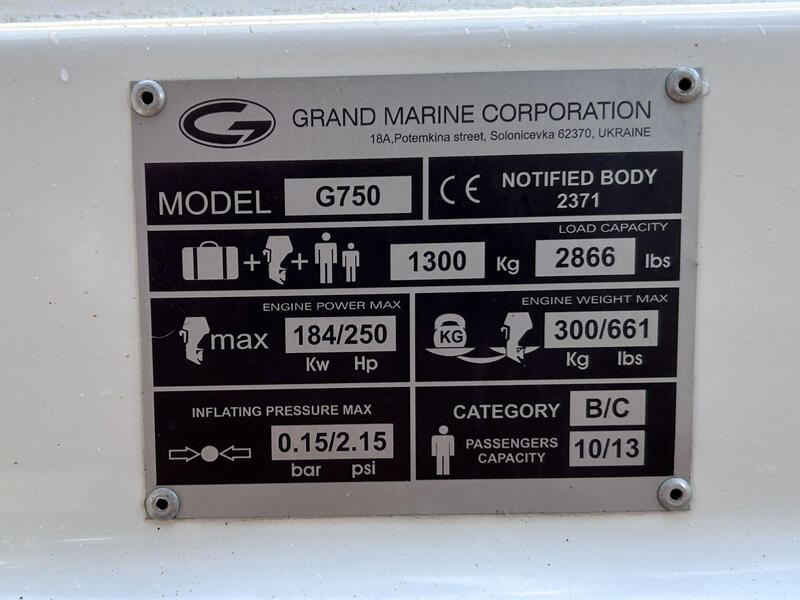 G GRAND MARINE CORPORATION
18A,Potemkina street, Solonicevka 62370, UKRAINE
MODEL G750
CE NOTIFIED BODY
2371
LOAD CAPACITY
+ + 1300 Kg 2866 lbs
ENGINE POWER MAX
max 184/250
Kw Hp
ENGINE WEIGHT MAX
KG 300/661
Kg lbs
INFLATING PRESSURE MAX
0.15/2.15
bar psi
CATEGORY B/C
PASSENGERS
CAPACITY 10/13